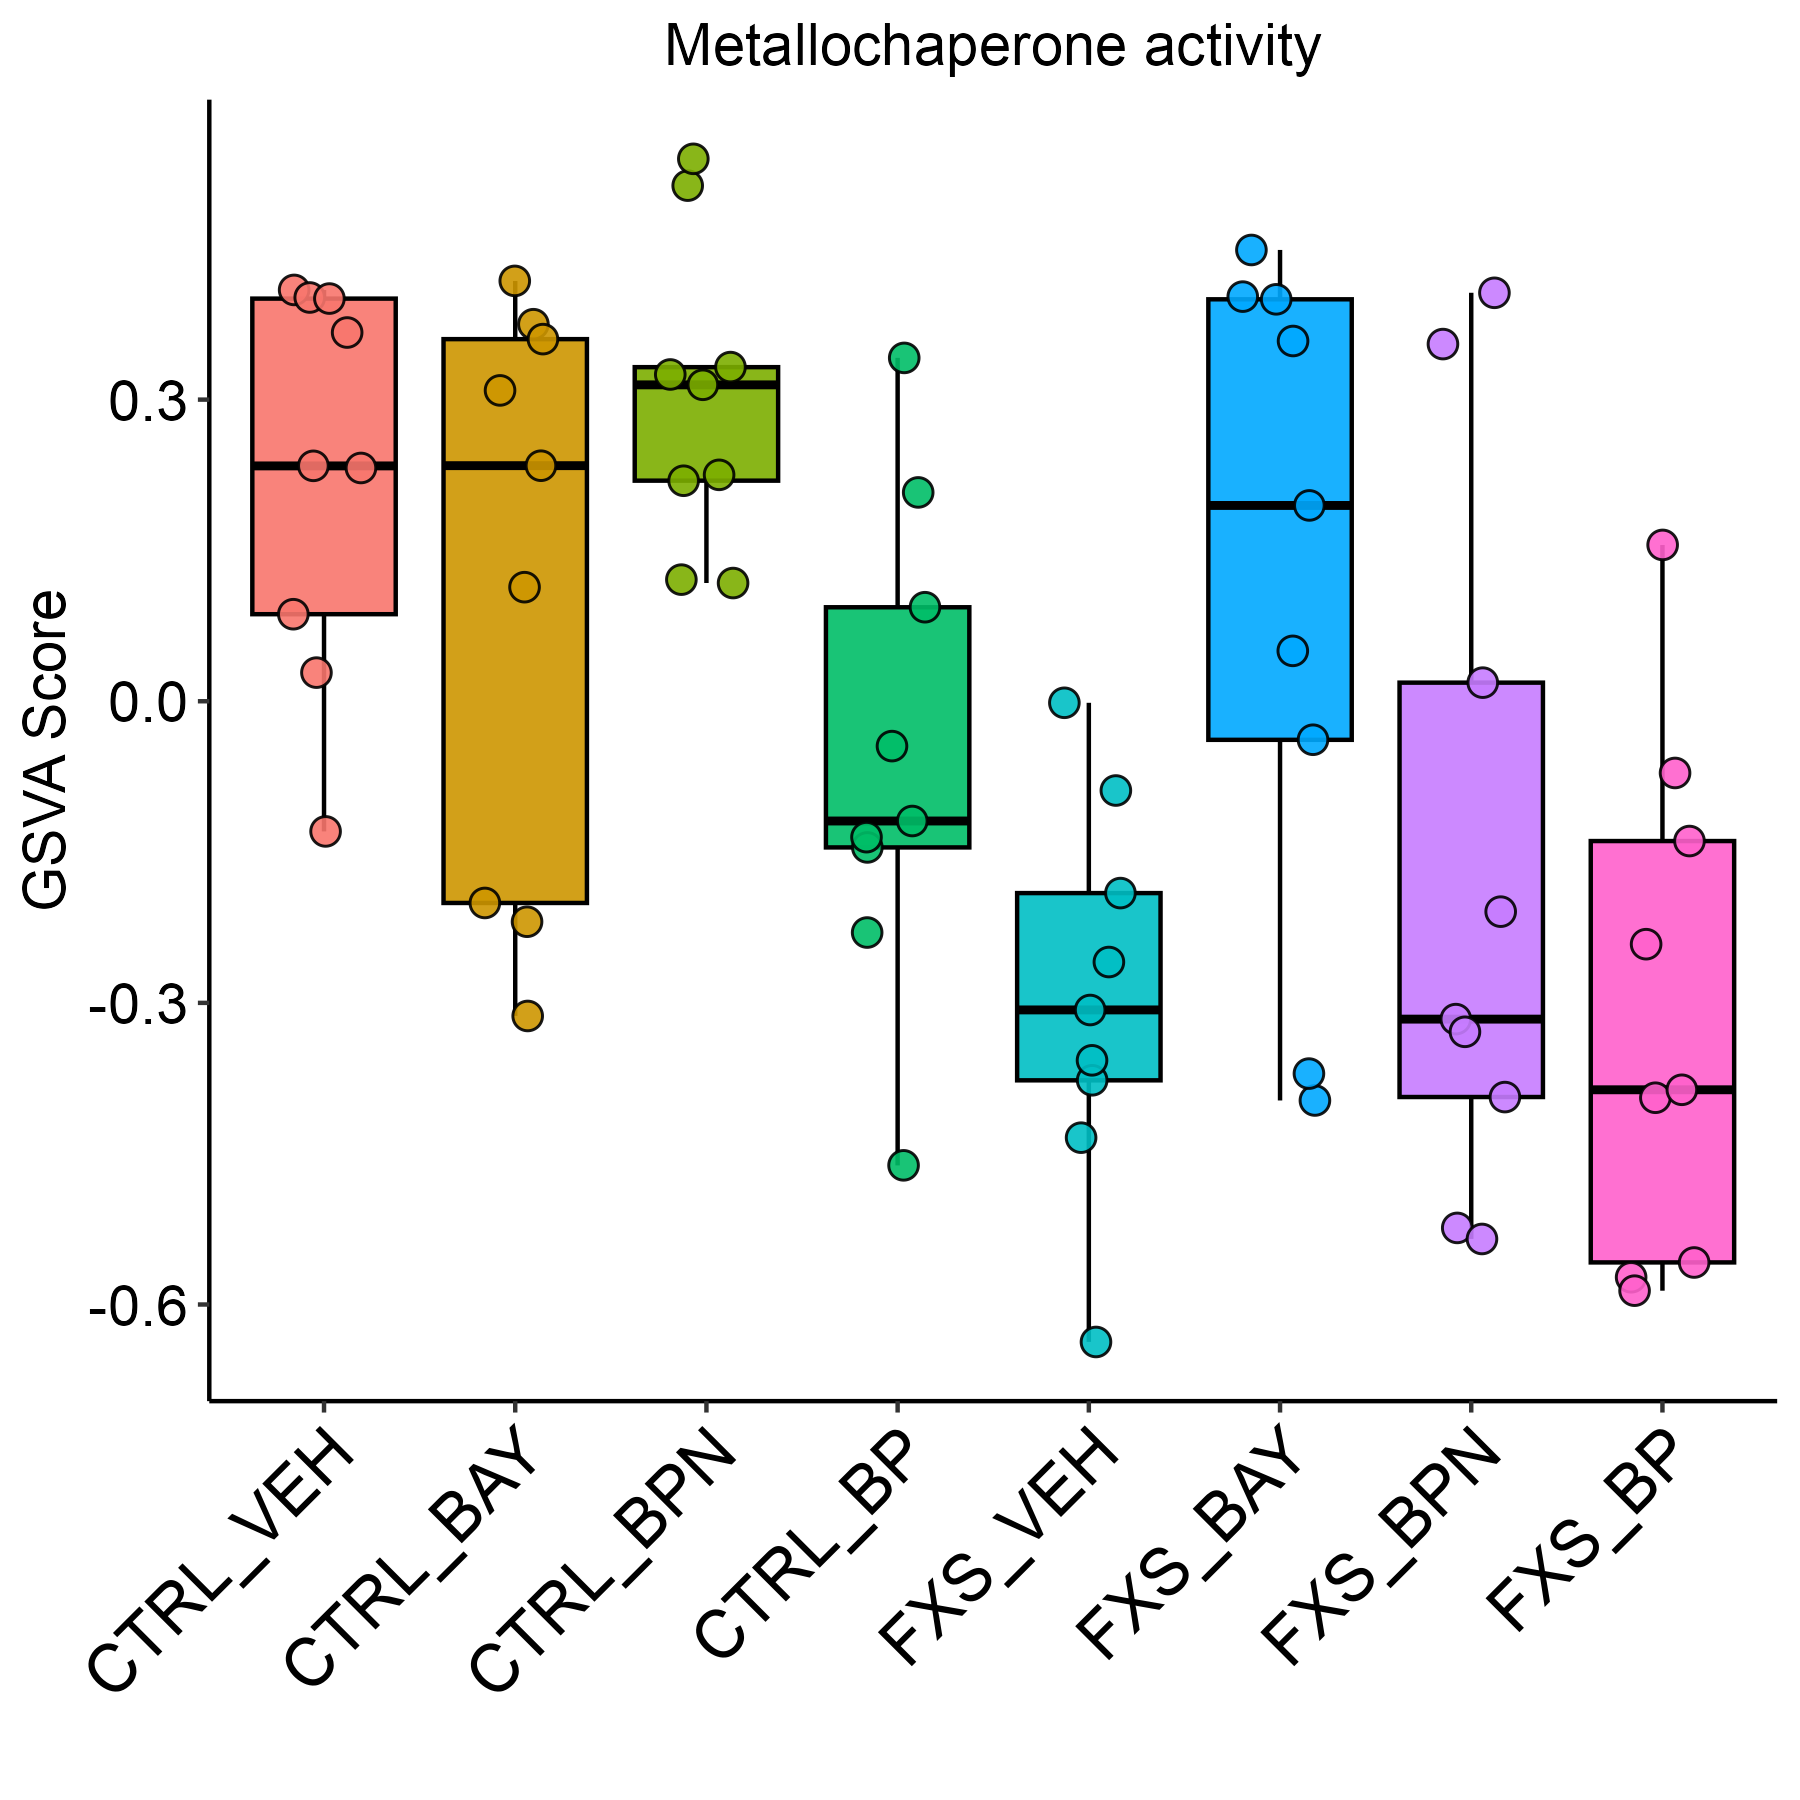 Metallochaperone activity
GSVA Score
0.3
0.0
-0.3
-0.6
CTRL_VEH
CTRL_BAY
CTRL_BPN
CTRL_BP
FXS_VEH
FXS_BAY
FXS_BPN
FXS_BP